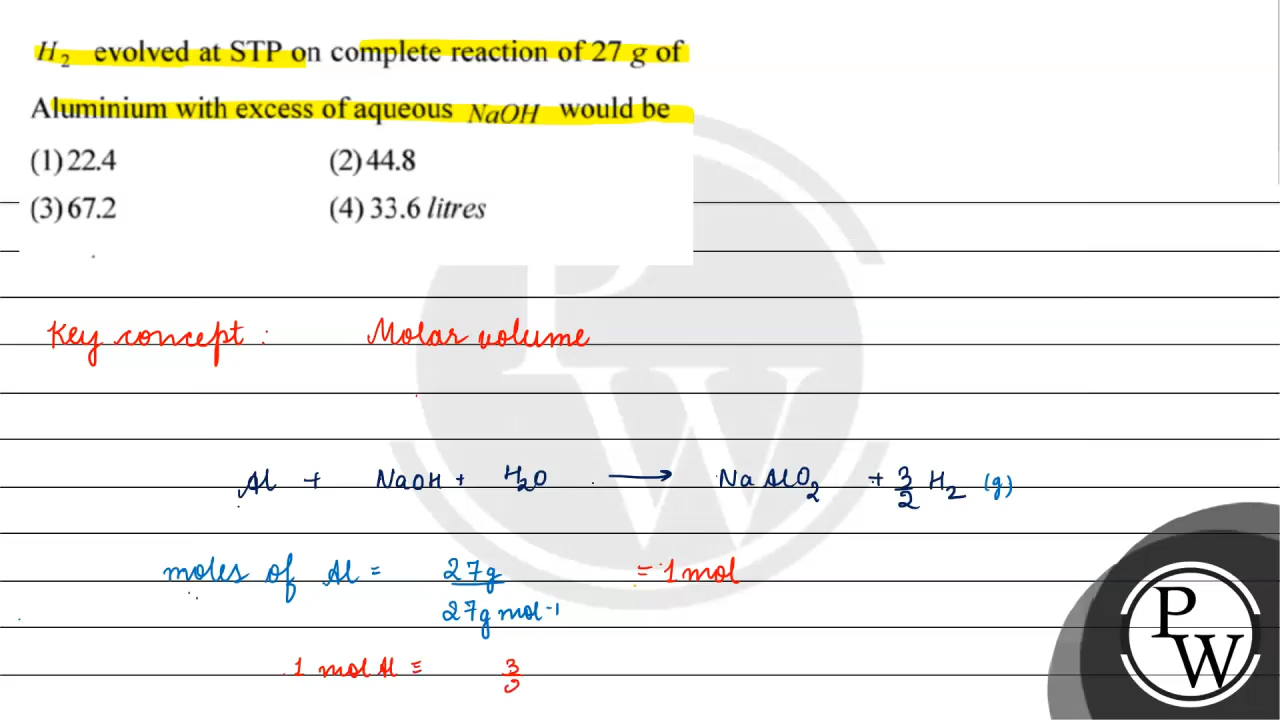 H₂ evolved at STP on complete reaction of 27 g of
Aluminium with excess of aqueous NaOH would be
(1) 22.4 (2) 44.8
(3) 67.2 (4) 33.6 litres
Key concept : Molar volume
Al + NaOH + H₂O → NaAlO₂ + 3/2 H₂ (g)
moles of Al = 27g / 27g mol⁻¹ = 1 mol
1 mol Al ≡ 3/2
PW
PW